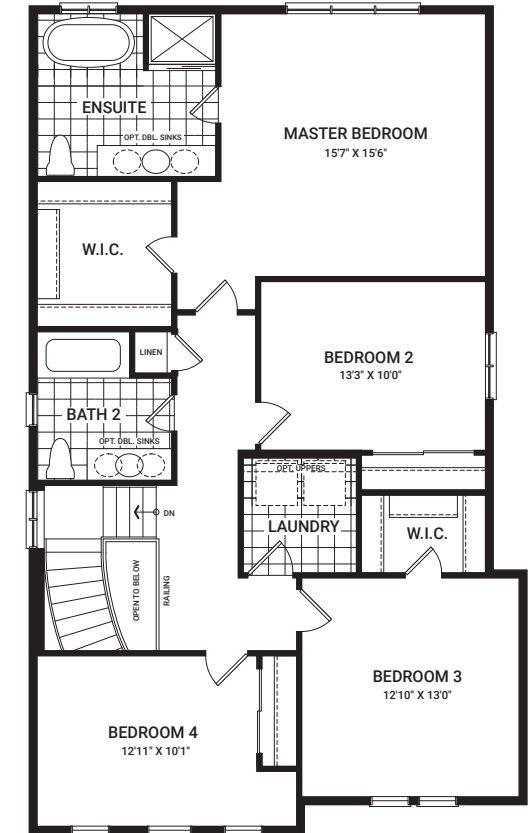 ENSUITE
OPT. DBL. SINKS
MASTER BEDROOM
15'7" X 15'6"
W.I.C.
LINEN
BEDROOM 2
13'3" X 10'0"
BATH 2
OPT. DBL. SINKS
OPT. UPPERS
LAUNDRY
W.I.C.
DN
OPEN TO BELOW
RAILING
BEDROOM 3
12'10" X 13'0"
BEDROOM 4
12'11" X 10'1"